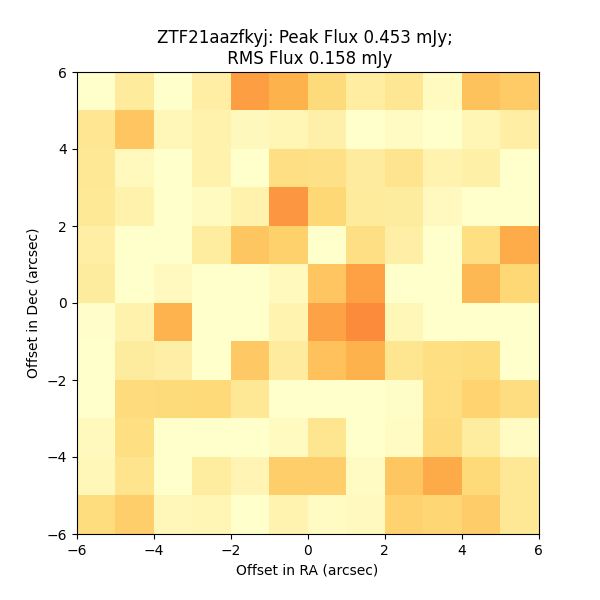 ZTF21aazfkyj: Peak Flux 0.453 mJy;
RMS Flux 0.158 mJy
6
4
2
0
−2
−4
−6
Offset in Dec (arcsec)
−6 −4 −2 0 2 4 6
Offset in RA (arcsec)